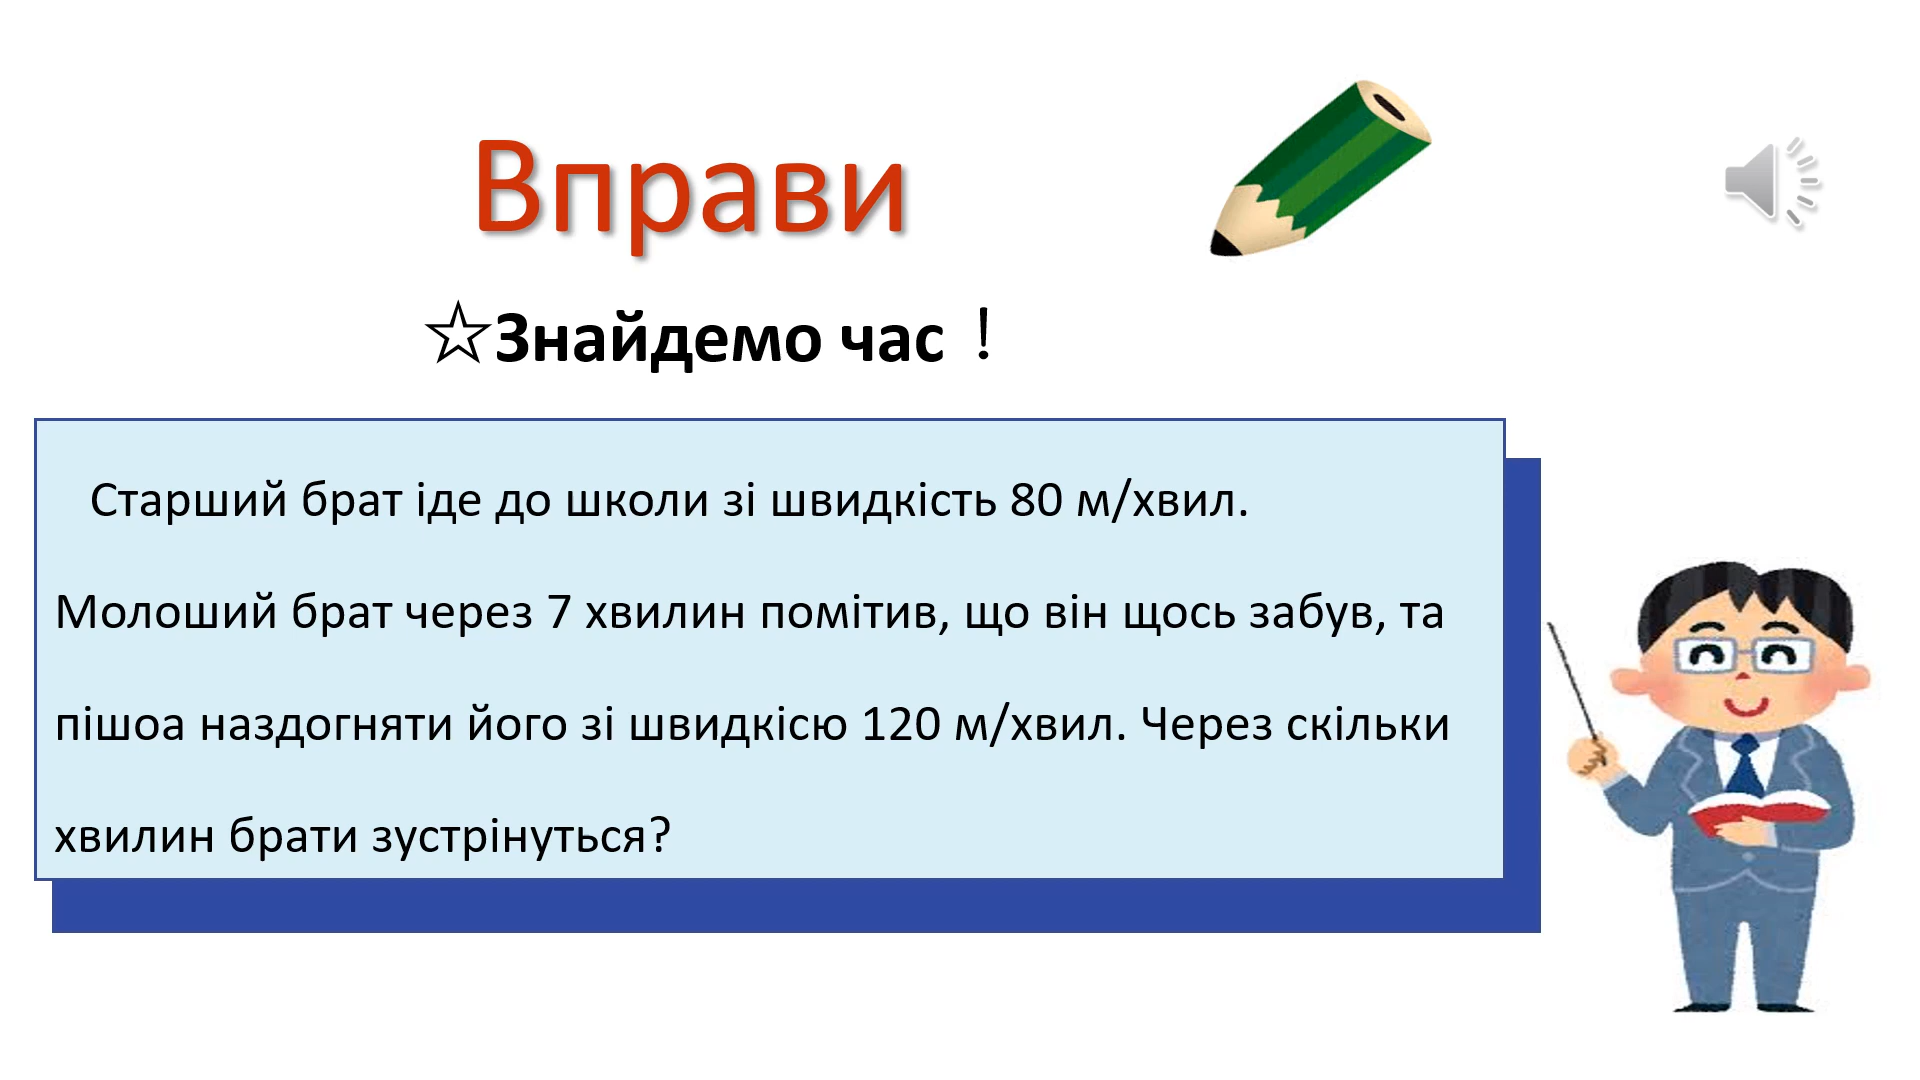 Вправи
☆Знайдемо час！
Старший брат іде до школи зі швидкість 80 м/хвил.
Молоший брат через 7 хвилин помітив, що він щось забув, та
пішоа наздогняти його зі швидкісю 120 м/хвил. Через скільки
хвилин брати зустрінуться?